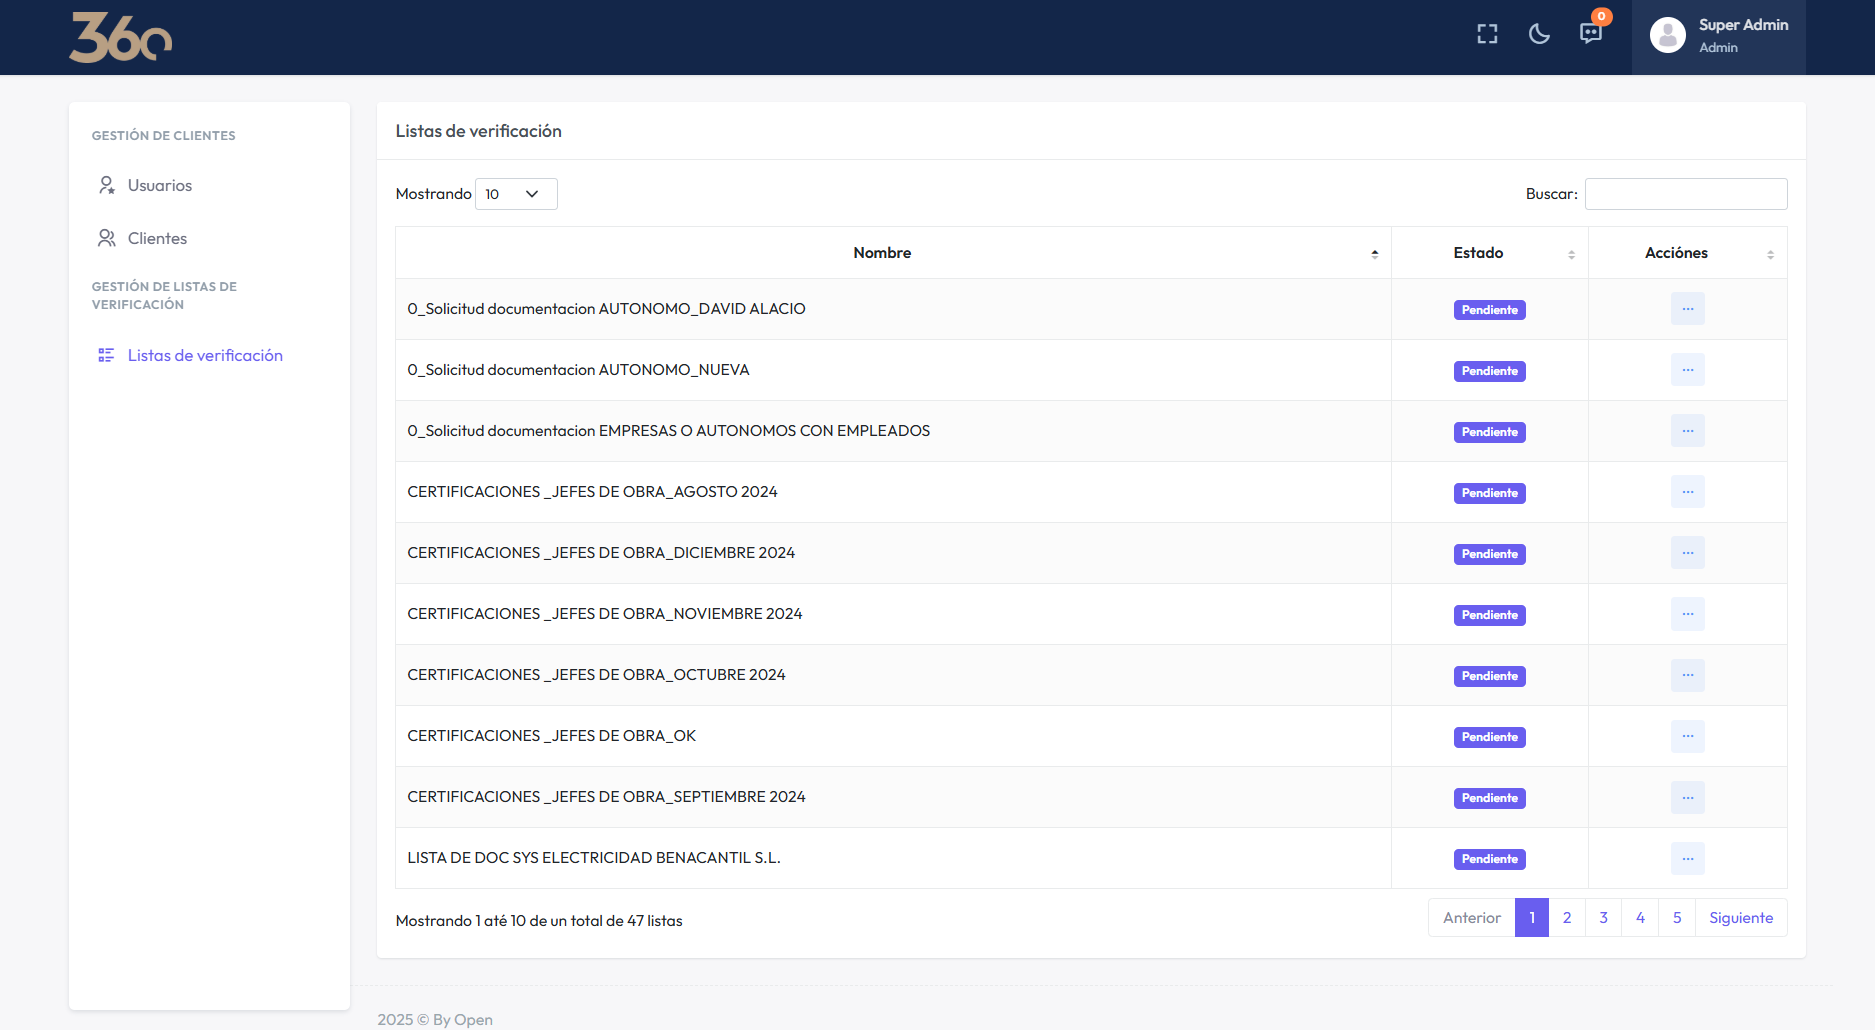 360
0
Super Admin
Admin
GESTIÓN DE CLIENTES
Usuarios
Clientes
GESTIÓN DE LISTAS DE
VERIFICACIÓN
Listas de verificación
Listas de verificación
Mostrando 10
Buscar:
Nombre Estado Acciónes
0_Solicitud documentacion AUTONOMO_DAVID ALACIO Pendiente ...
0_Solicitud documentacion AUTONOMO_NUEVA Pendiente ...
0_Solicitud documentacion EMPRESAS O AUTONOMOS CON EMPLEADOS Pendiente ...
CERTIFICACIONES _JEFES DE OBRA_AGOSTO 2024 Pendiente ...
CERTIFICACIONES _JEFES DE OBRA_DICIEMBRE 2024 Pendiente ...
CERTIFICACIONES _JEFES DE OBRA_NOVIEMBRE 2024 Pendiente ...
CERTIFICACIONES _JEFES DE OBRA_OCTUBRE 2024 Pendiente ...
CERTIFICACIONES _JEFES DE OBRA_OK Pendiente ...
CERTIFICACIONES _JEFES DE OBRA_SEPTIEMBRE 2024 Pendiente ...
LISTA DE DOC SYS ELECTRICIDAD BENACANTIL S.L. Pendiente ...
Mostrando 1 até 10 de un total de 47 listas
Anterior 1 2 3 4 5 Siguiente
2025 © By Open